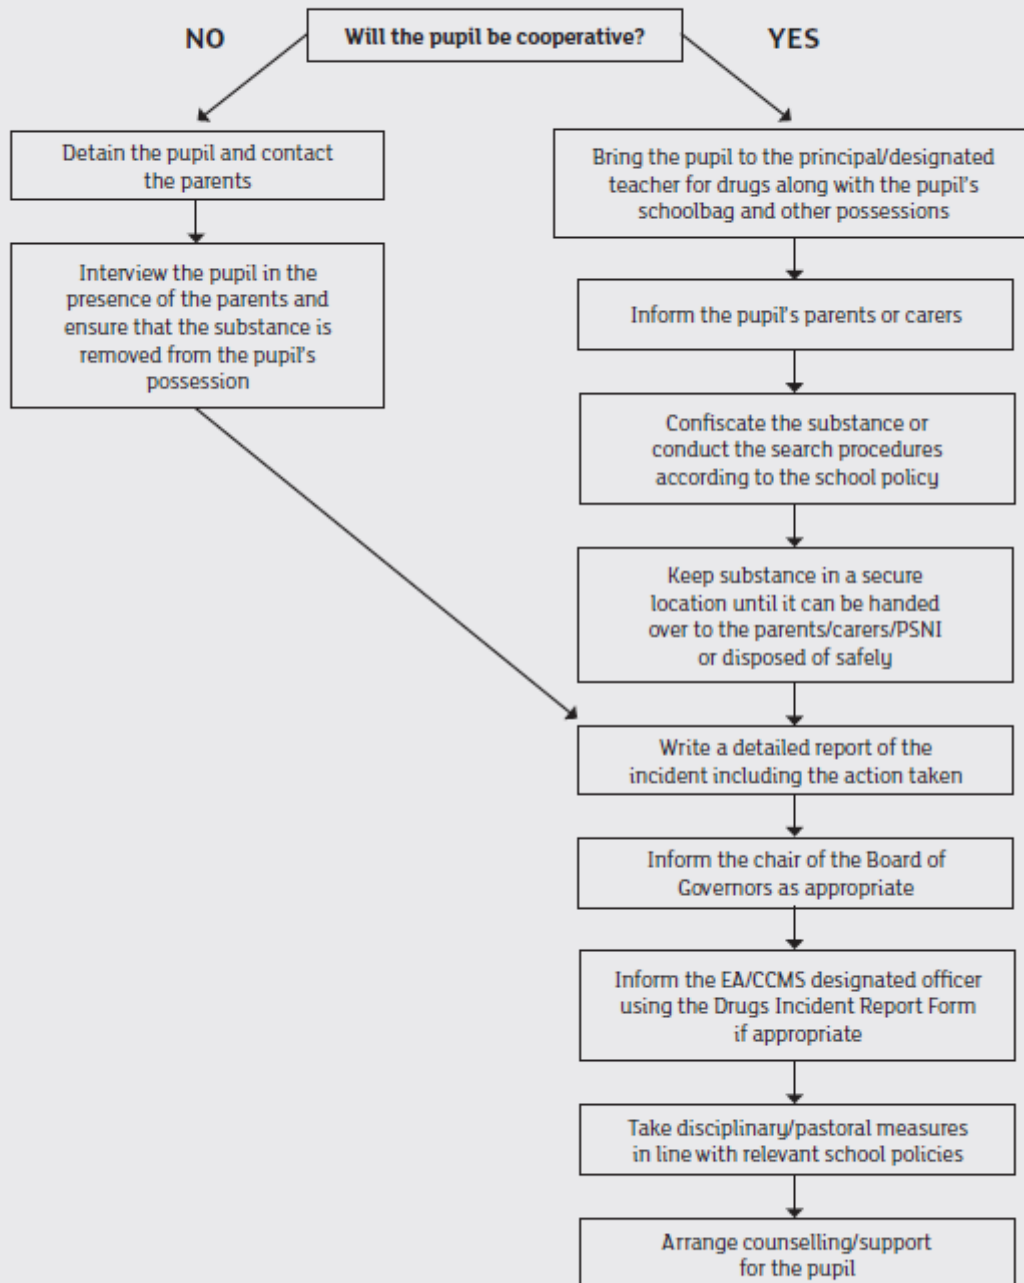 NO
Will the pupil be cooperative?
YES
Detain the pupil and contact
the parents
Interview the pupil in the
presence of the parents and
ensure that the substance is
removed from the pupil's
possession
Bring the pupil to the principal/designated
teacher for drugs along with the pupil's
schoolbag and other possessions
Inform the pupil's parents or carers
Confiscate the substance or
conduct the search procedures
according to the school policy
Keep substance in a secure
location until it can be handed
over to the parents/carers/PSNI
or disposed of safely
Write a detailed report of the
incident including the action taken
Inform the chair of the Board of
Governors as appropriate
Inform the EA/CCMS designated officer
using the Drugs Incident Report Form
if appropriate
Take disciplinary/pastoral measures
in line with relevant school policies
Arrange counselling/support
for the pupil